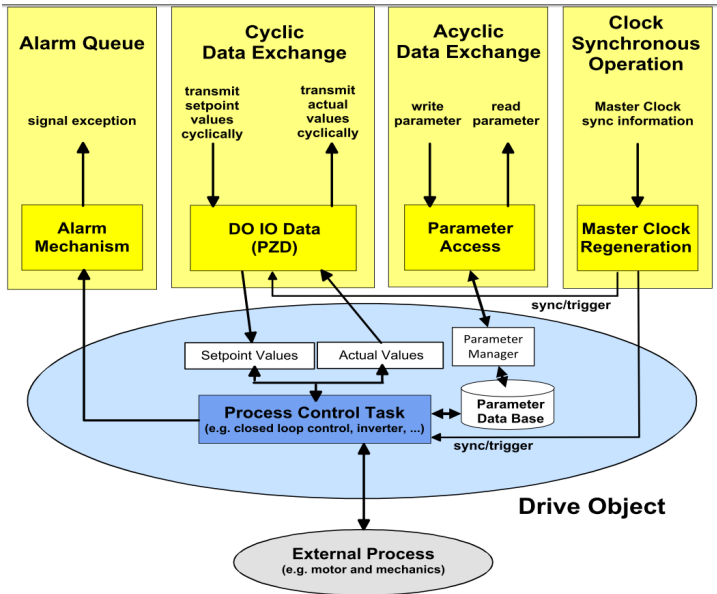 Alarm Queue
signal exception
Alarm
Mechanism
Cyclic
Data Exchange
transmit
setpoint
values
cyclically
transmit
actual
values
cyclically
DO IO Data
(PZD)
Acyclic
Data Exchange
write
parameter
read
parameter
Parameter
Access
Clock
Synchronous
Operation
Master Clock
sync information
Master Clock
Regeneration
sync/trigger
Setpoint Values
Actual Values
Parameter
Manager
Process Control Task
(e.g. closed loop control, inverter, ...)
Parameter
Data Base
sync/trigger
Drive Object
External Process
(e.g. motor and mechanics)